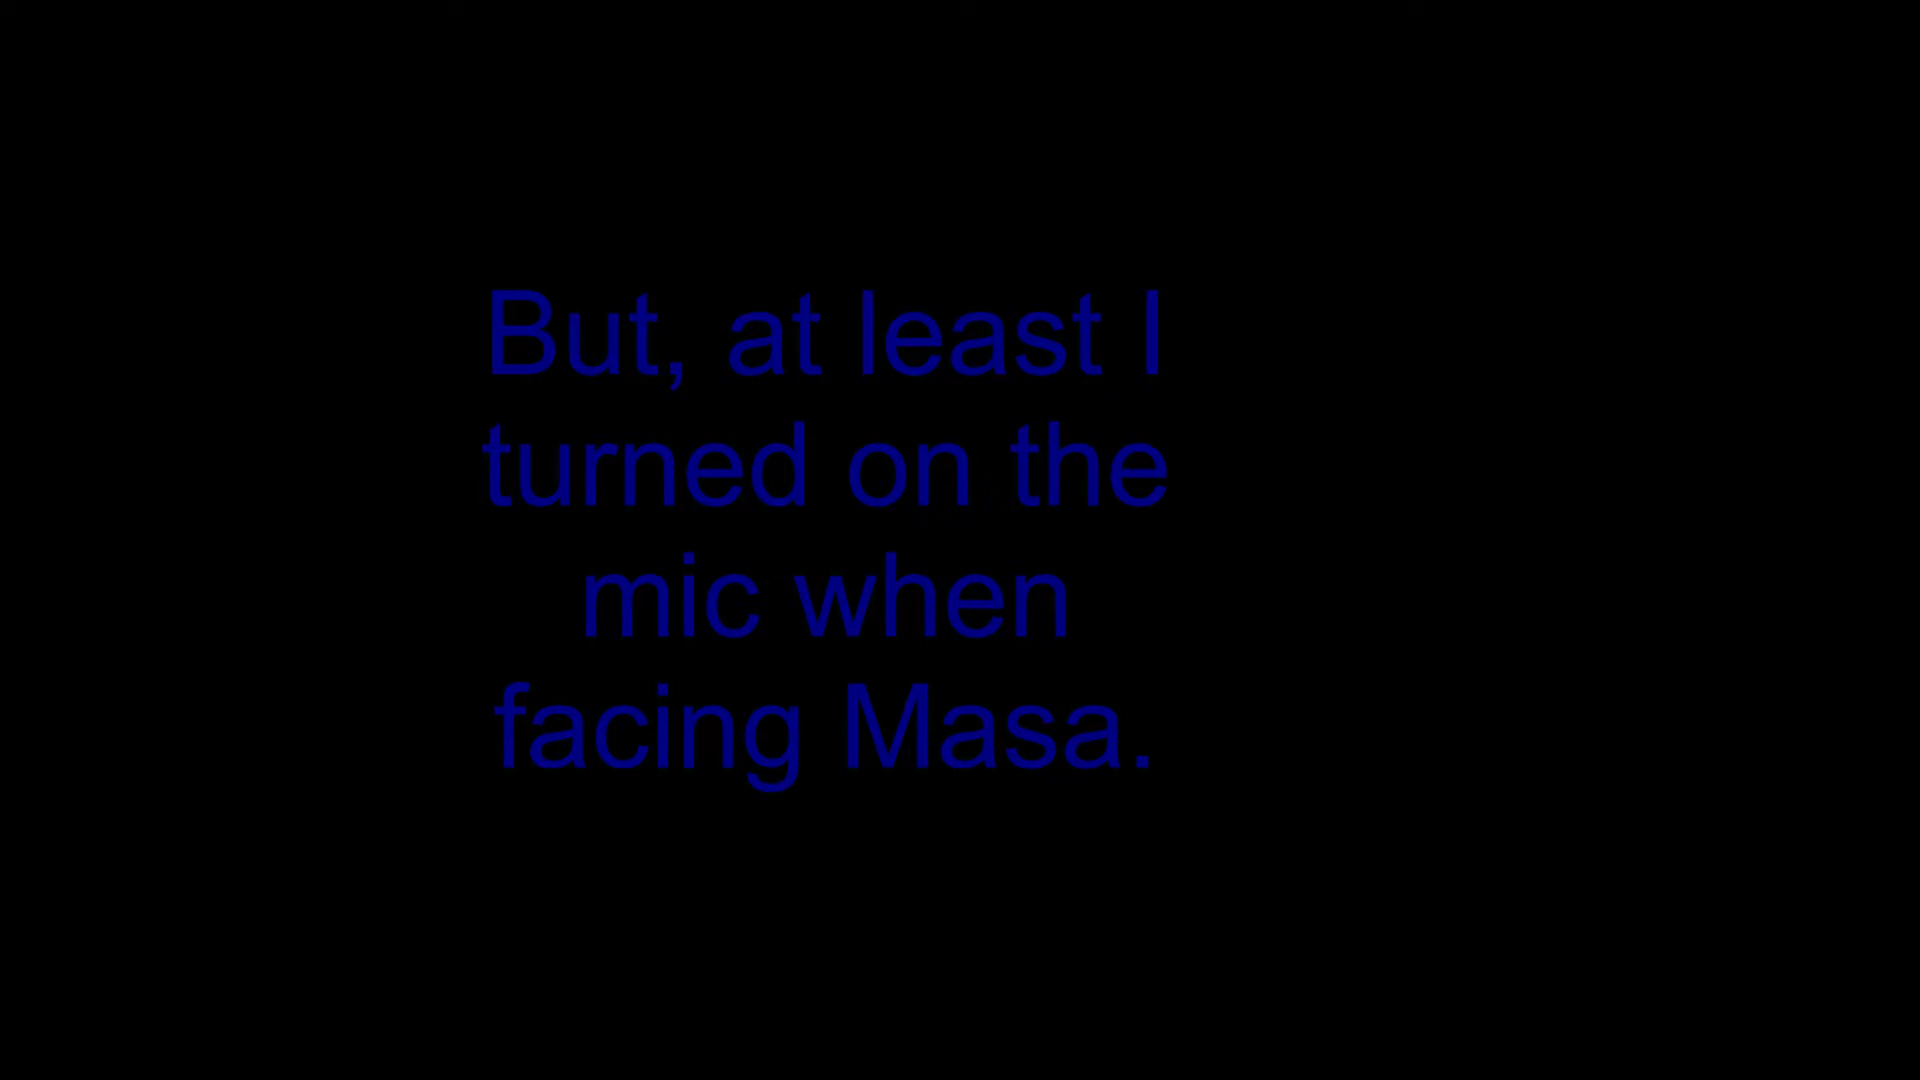 But, at least I
turned on the
mic when
facing Masa.